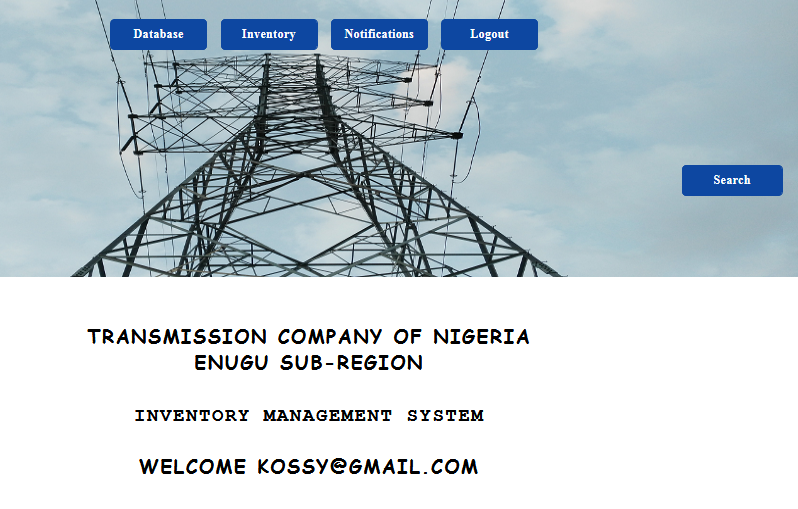 Database Inventory Notifications Logout
Search
TRANSMISSION COMPANY OF NIGERIA
ENUGU SUB-REGION
INVENTORY MANAGEMENT SYSTEM
WELCOME KOSSY@GMAIL.COM